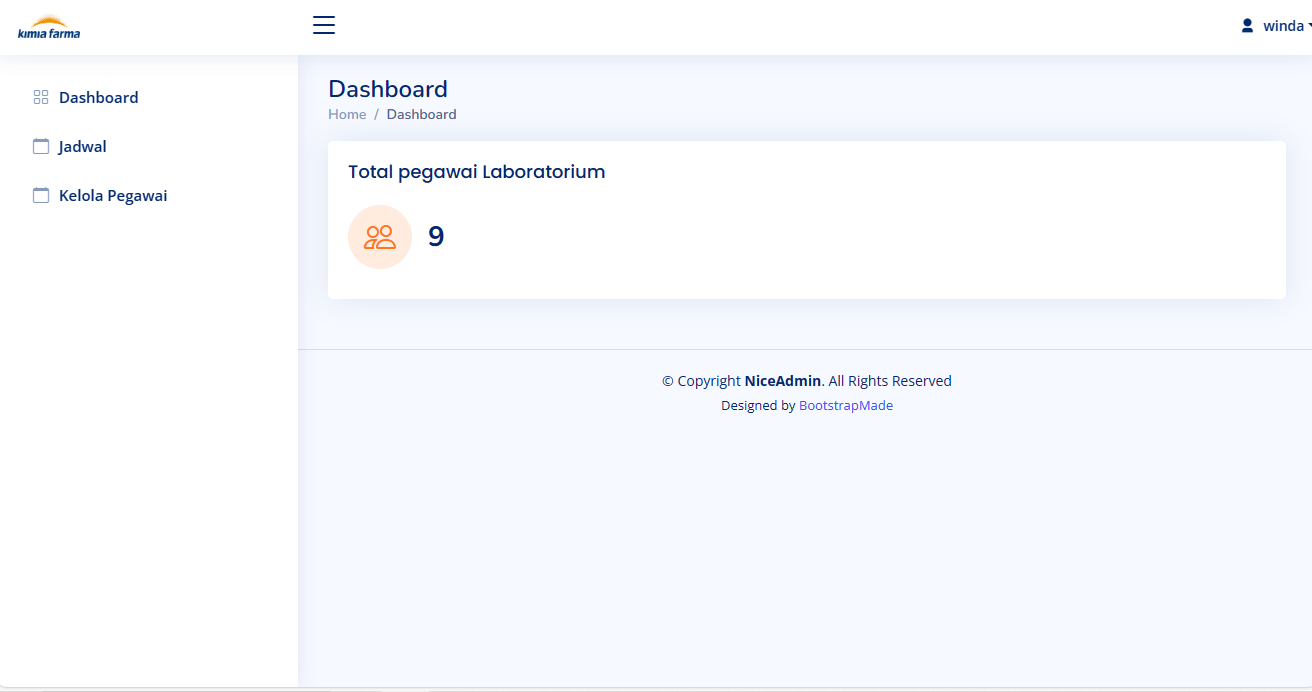 kimia farma
winda
Dashboard
Jadwal
Kelola Pegawai
Dashboard
Home / Dashboard
Total pegawai Laboratorium
9
© Copyright NiceAdmin. All Rights Reserved
Designed by BootstrapMade